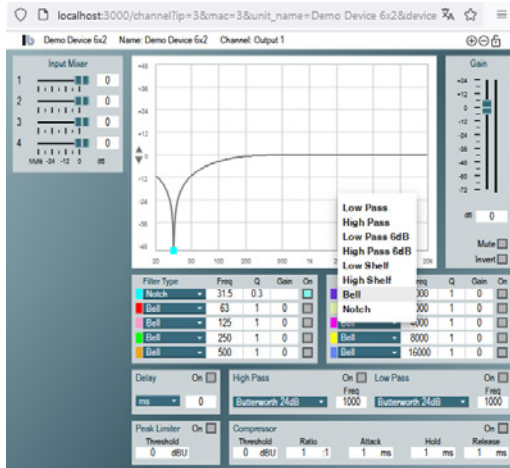 localhost:3000/channel?ip=3&mac=3&unit_name=Demo Device 6x2&device
Demo Device 6x2 Name: Demo Device 6x2 Channel: Output 1
Input Mixer
1 0
2 0
3 0
4 0
Mute -24 -12 0 dB
+48
+36
+24
+12
0
-12
-24
-36
-48
20 50 100 200 500 1K 20K
Low Pass
High Pass
Low Pass 6dB
High Pass 6dB
Low Shelf
High Shelf
Bell
Notch
Gain
+24
+12
0
-12
-24
-36
-48
-60
-72
dB 0
Mute
Invert
Filter Type Freq Q Gain On
Notch 31.5 0.3
Bell 63 1 0
Bell 125 1 0
Bell 250 1 0
Bell 500 1 0
Freq Q Gain On
000 1 0
000 1 0
Bell 4000 1 0
Bell 8000 1 0
Bell 16000 1 0
Delay On
ms 0
High Pass On
Freq
Butterworth 24dB 1000
Low Pass On
Freq
Butterworth 24dB 1000
Peak Limiter On
Threshold
0 dBU
Compressor On
Threshold Ratio Attack Hold Release
0 dBU 1 :1 1 ms 1 ms 1 ms